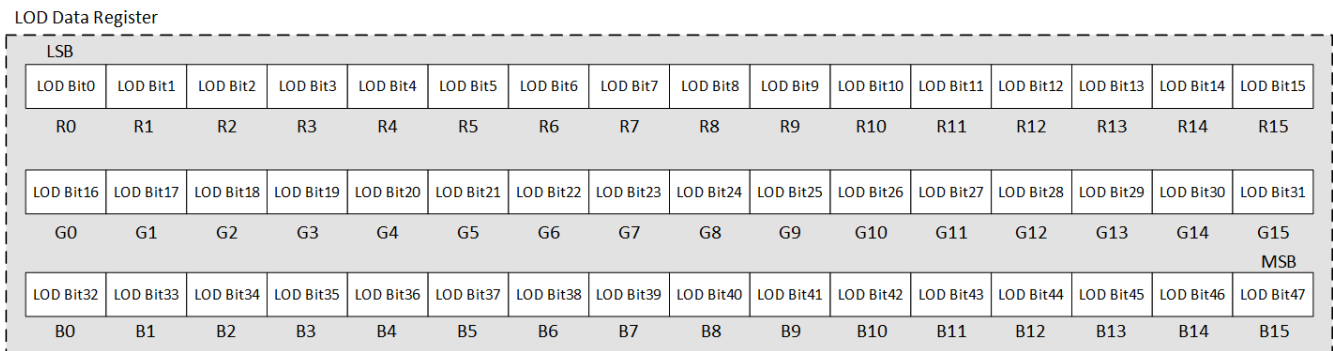 LOD Data Register
LSB
LOD Bit0 LOD Bit1 LOD Bit2 LOD Bit3 LOD Bit4 LOD Bit5 LOD Bit6 LOD Bit7 LOD Bit8 LOD Bit9 LOD Bit10 LOD Bit11 LOD Bit12 LOD Bit13 LOD Bit14 LOD Bit15
R0 R1 R2 R3 R4 R5 R6 R7 R8 R9 R10 R11 R12 R13 R14 R15
LOD Bit16 LOD Bit17 LOD Bit18 LOD Bit19 LOD Bit20 LOD Bit21 LOD Bit22 LOD Bit23 LOD Bit24 LOD Bit25 LOD Bit26 LOD Bit27 LOD Bit28 LOD Bit29 LOD Bit30 LOD Bit31
G0 G1 G2 G3 G4 G5 G6 G7 G8 G9 G10 G11 G12 G13 G14 G15
MSB
LOD Bit32 LOD Bit33 LOD Bit34 LOD Bit35 LOD Bit36 LOD Bit37 LOD Bit38 LOD Bit39 LOD Bit40 LOD Bit41 LOD Bit42 LOD Bit43 LOD Bit44 LOD Bit45 LOD Bit46 LOD Bit47
B0 B1 B2 B3 B4 B5 B6 B7 B8 B9 B10 B11 B12 B13 B14 B15